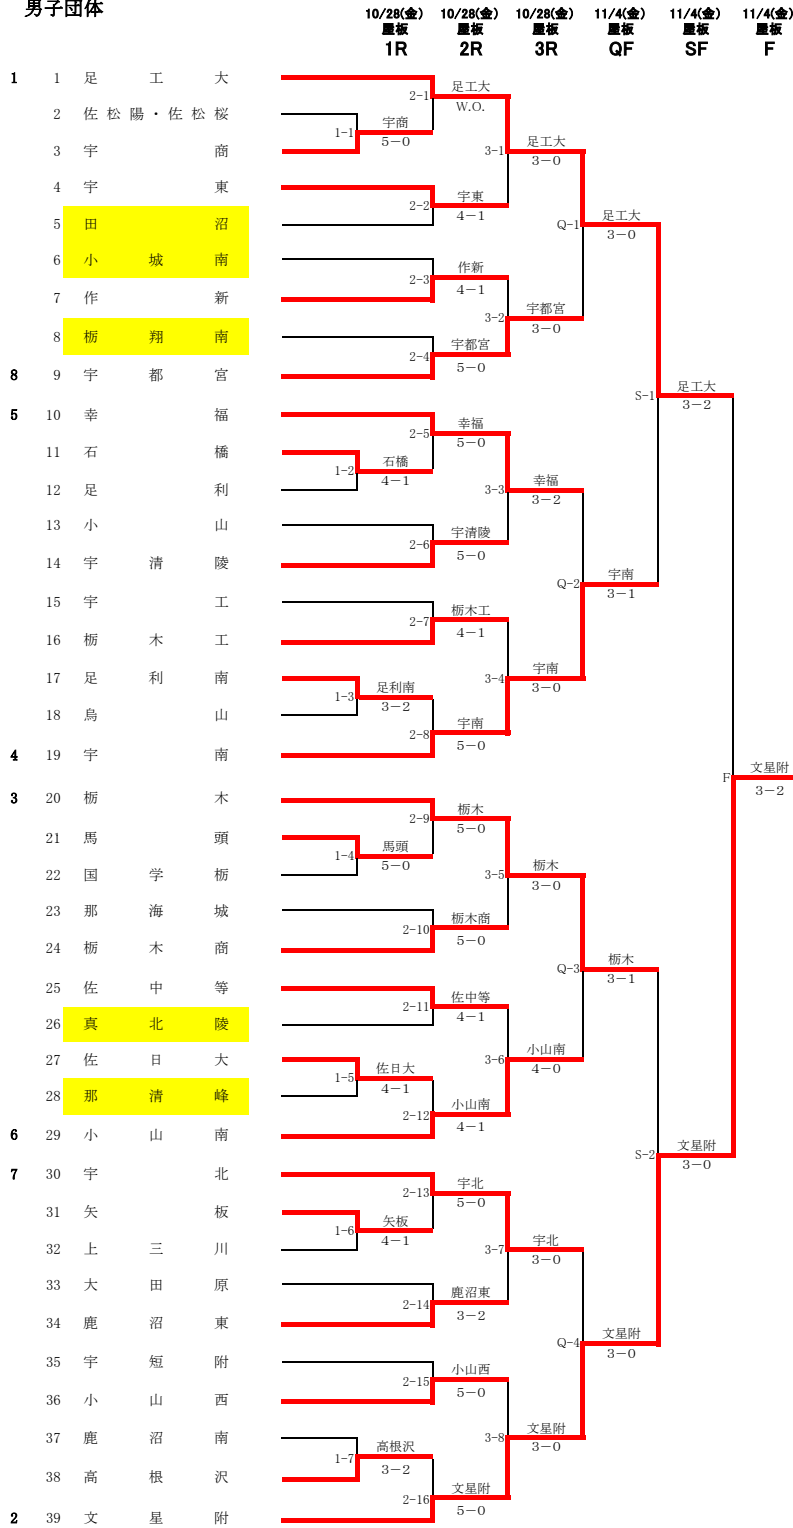 男子団体
10/28(金) 10/28(金) 10/28(金) 11/4(金) 11/4(金) 11/4(金)
屋板 屋板 屋板 屋板 屋板 屋板
1R 2R 3R QF SF F
1 1 足工大
2-1 足工大
W.O.
2 佐松陽・佐松桜
1-1 宇商
5-0
3 宇商
3-1 足工大
3-0
4 宇東
2-2 宇東
4-1
5 田沼
Q-1 足工大
3-0
6 小城南
2-3 作新
4-1
7 作新
3-2 宇都宮
3-0
8 栃翔南
2-4 宇都宮
5-0
8 9 宇都宮
S-1 足工大
3-2
5 10 幸福
2-5 幸福
5-0
11 石橋
1-2 石橋
4-1
12 足利
3-3 幸福
3-2
13 小山
2-6 宇清陵
5-0
14 宇清陵
Q-2 宇南
3-1
15 宇工
2-7 栃木工
4-1
16 栃木工
17 足利南
3-4 宇南
3-0
1-3 足利南
3-2
18 烏山
2-8 宇南
5-0
4 19 宇南
F 文星附
3-2
3 20 栃木
2-9 栃木
5-0
21 馬頭
1-4 馬頭
5-0
22 国学栃
3-5 栃木
3-0
23 那海城
2-10 栃木商
5-0
24 栃木商
Q-3 栃木
3-1
25 佐中等
2-11 佐中等
4-1
26 真北陵
27 佐日大
3-6 小山南
4-0
1-5 佐日大
4-1
28 那清峰
2-12 小山南
4-1
6 29 小山南
S-2 文星附
3-0
7 30 宇北
2-13 宇北
5-0
31 矢板
1-6 矢板
4-1
32 上三川
3-7 宇北
3-0
33 大田原
2-14 鹿沼東
3-2
34 鹿沼東
Q-4 文星附
3-0
35 宇短附
2-15 小山西
5-0
36 小山西
37 鹿沼南
3-8 文星附
3-0
1-7 高根沢
3-2
38 高根沢
2-16 文星附
5-0
2 39 文星附